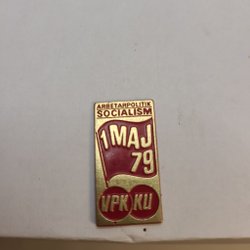 ARBETARPOLITIK
SOCIALISM
1 MAJ
79
VPK KU